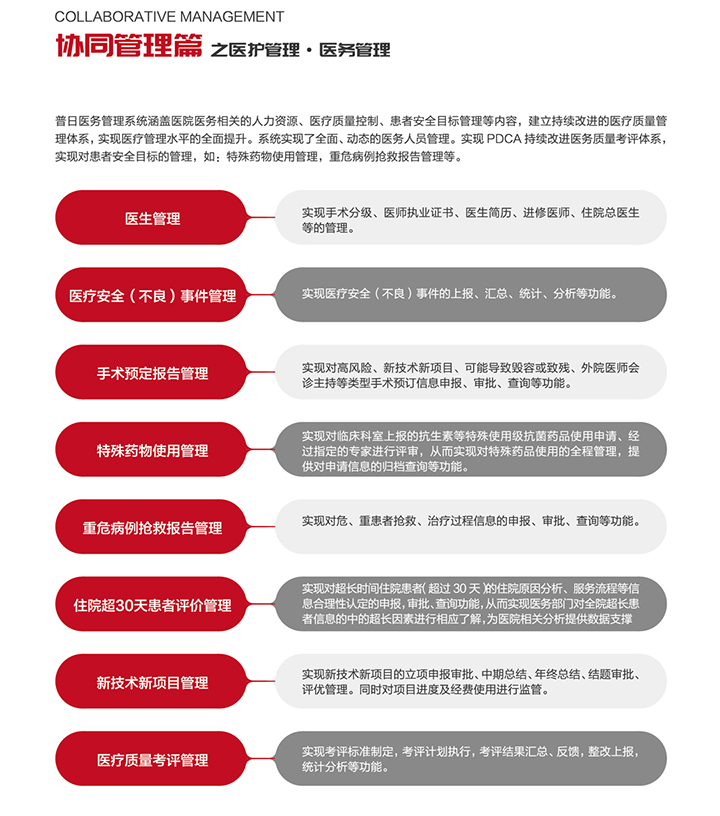 COLLABORATIVE MANAGEMENT
协同管理篇 之医护管理·医务管理
普日医务管理系统涵盖医院医务相关的人力资源、医疗质量控制、患者安全目标管理等内容，建立持续改进的医疗质量管
理体系，实现医疗管理水平的全面提升。系统实现了全面、动态的医务人员管理。实现 PDCA 持续改进医务质量考评体系，
实现对患者安全目标的管理，如：特殊药物使用管理，重危病例抢救报告管理等。
医生管理
实现手术分级、医师执业证书、医生简历、进修医师、住院总医生
等的管理。
医疗安全（不良）事件管理
实现医疗安全（不良）事件的上报、汇总、统计、分析等功能。
手术预定报告管理
实现对高风险、新技术新项目、可能导致毁容或致残、外院医师会
诊主持等类型手术预订信息申报、审批、查询等功能。
特殊药物使用管理
实现对临床科室上报的抗生素等特殊使用级抗菌药品使用申请、经
过指定的专家进行评审，从而实现对特殊药品使用的全程管理，提
供对申请信息的归档查询等功能。
重危病例抢救报告管理
实现对危、重患者抢救、治疗过程信息的申报、审批、查询等功能。
住院超30天患者评价管理
实现对超长时间住院患者（超过 30 天）的住院原因分析、服务流程等信
息合理性认定的申报，审批、查询功能，从而实现医务部门对全院超长患
者信息的中的超长因素进行相应了解，为医院相关分析提供数据支撑
新技术新项目管理
实现新技术新项目的立项申报审批、中期总结、年终总结、结题审批、
评优管理。同时对项目进度及经费使用进行监管。
医疗质量考评管理
实现考评标准制定，考评计划执行，考评结果汇总、反馈，整改上报，
统计分析等功能。